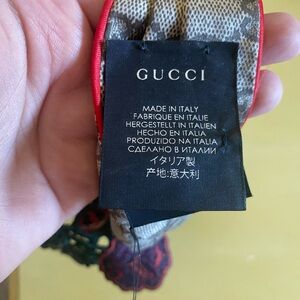 GUCCI
MADE IN ITALY
FABRIQUE EN ITALIE
HERGESTELLT IN ITALIEN
HECHO EN ITALIA
PRODUZIDO NA ITALIA
СДЕЛАНО В ИТАЛИИ
イタリア製
产地:意大利